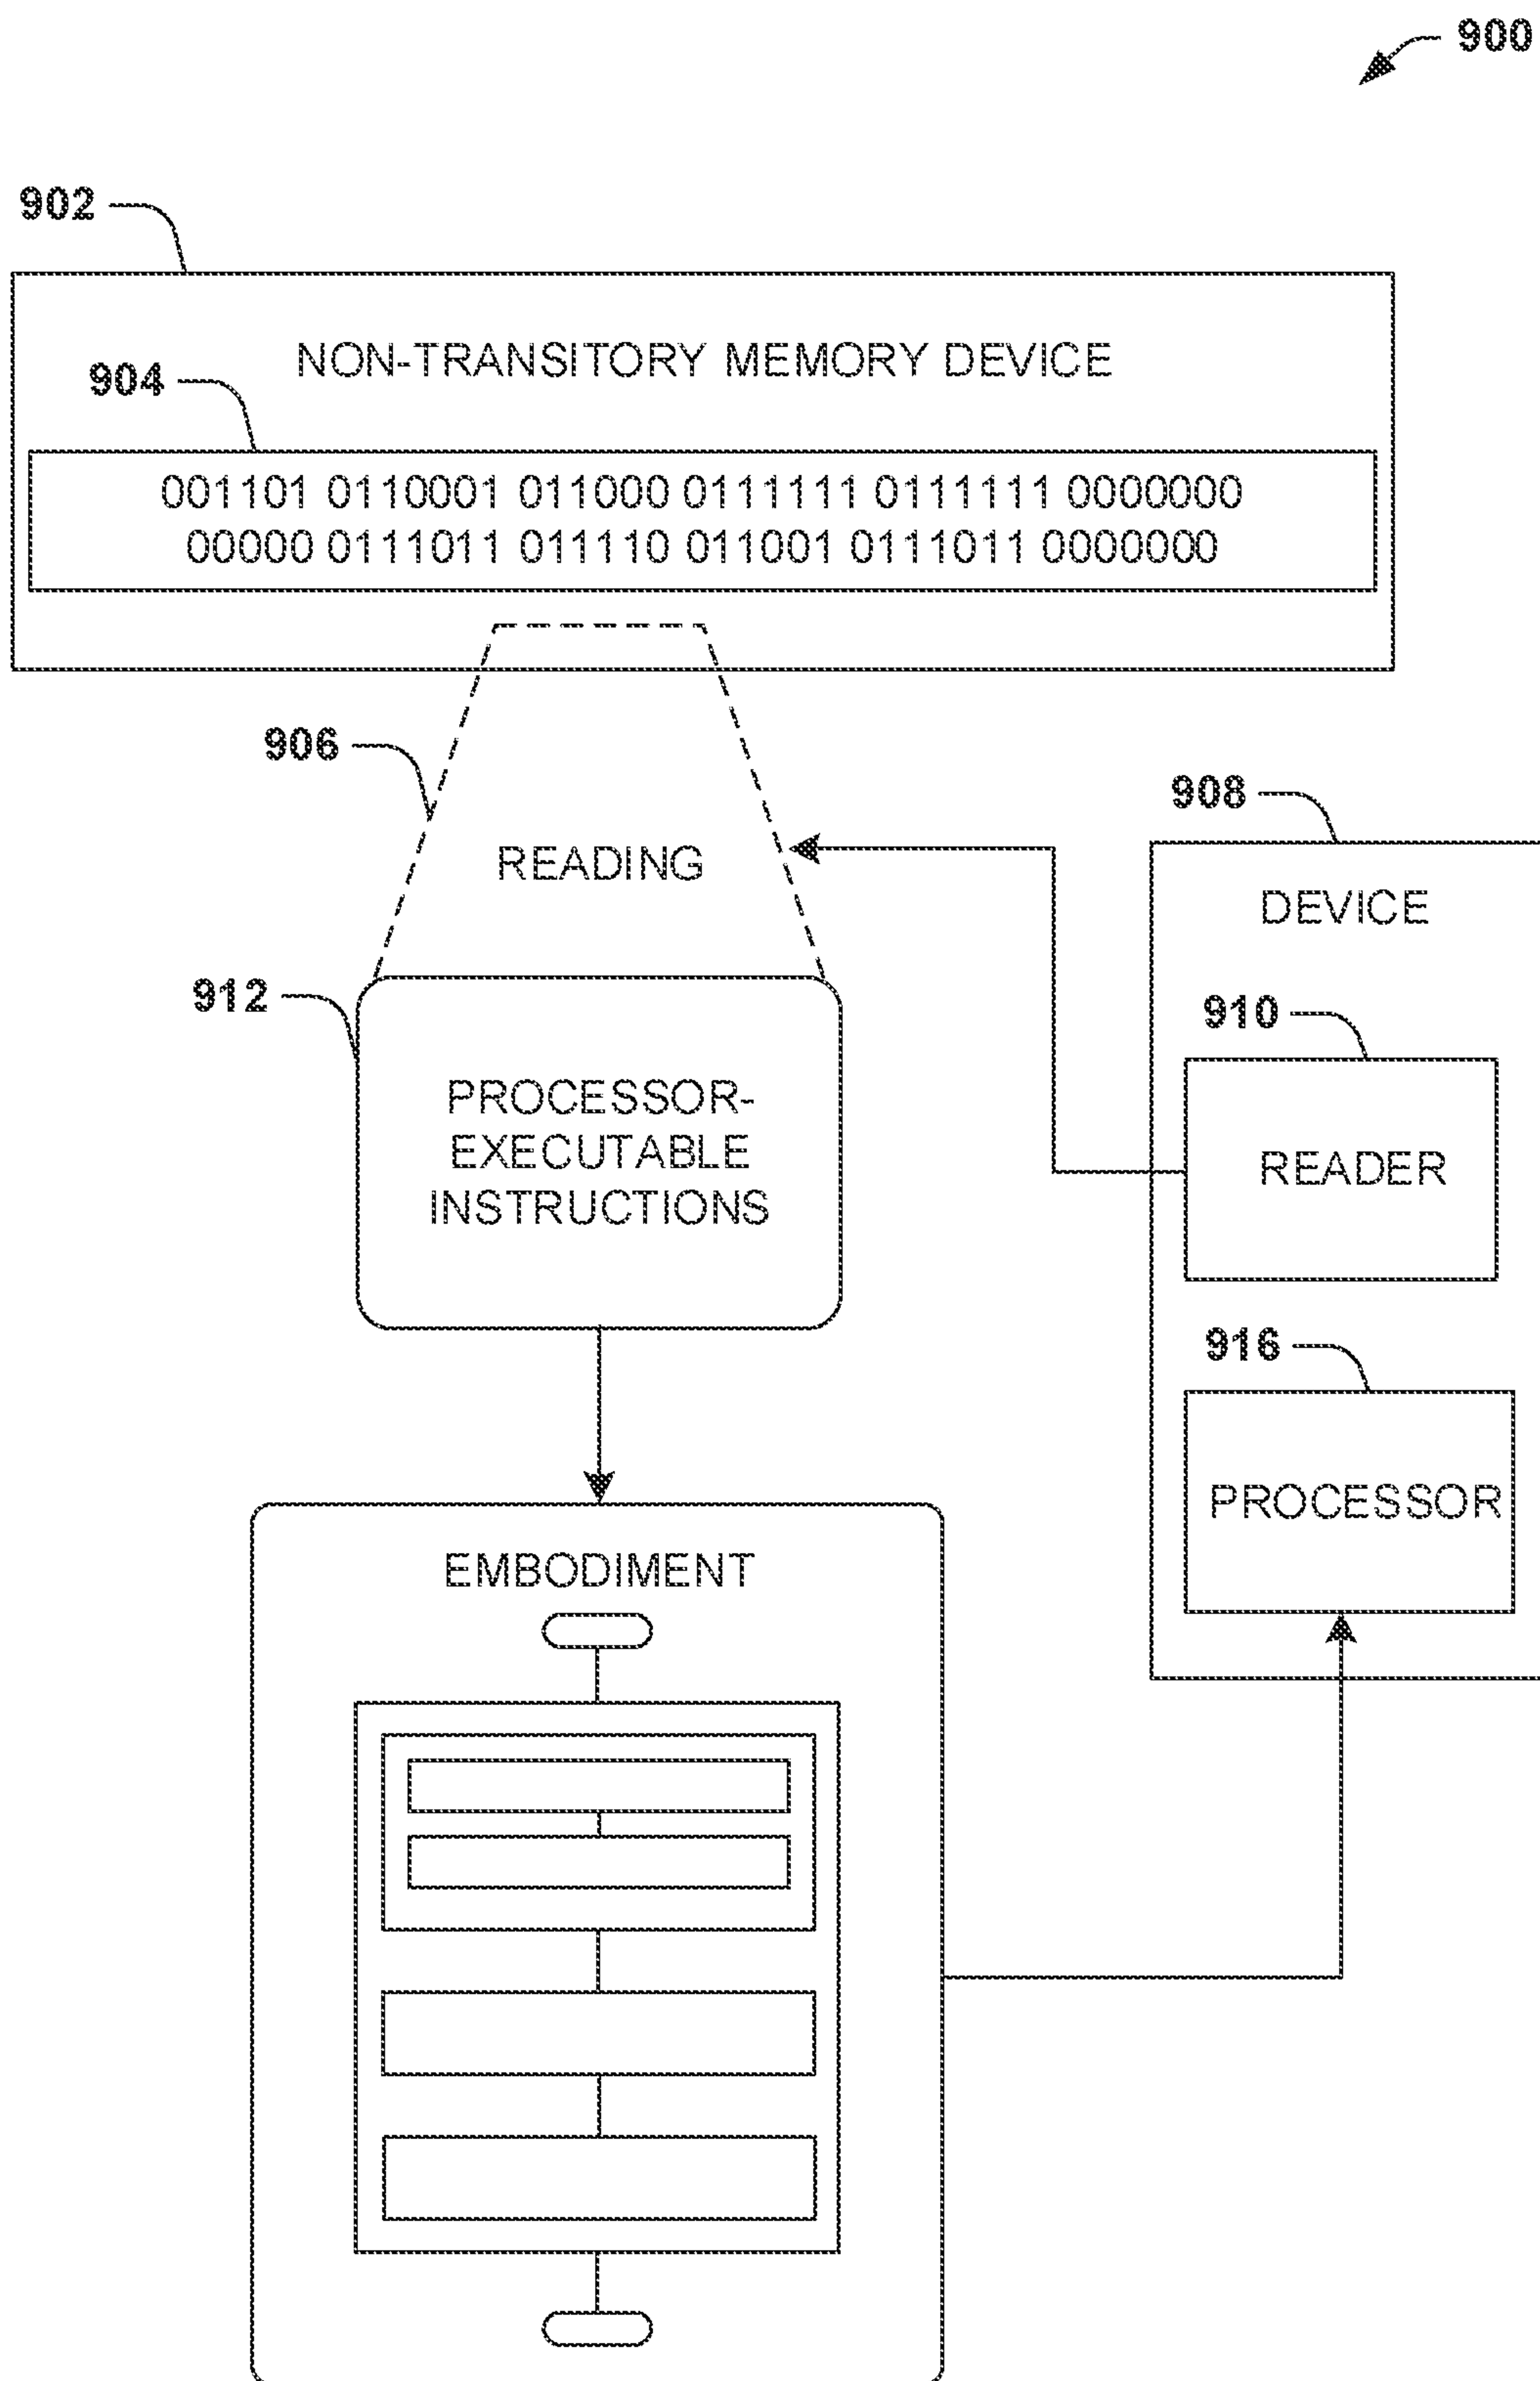 900
902
NON-TRANSITORY MEMORY DEVICE
904
001101 0110001 011000 0111111 0111111 0000000
00000 0111011 011110 011001 0111011 0000000
906
READING
908
DEVICE
912
910
PROCESSOR-
EXECUTABLE
INSTRUCTIONS
READER
916
PROCESSOR
EMBODIMENT